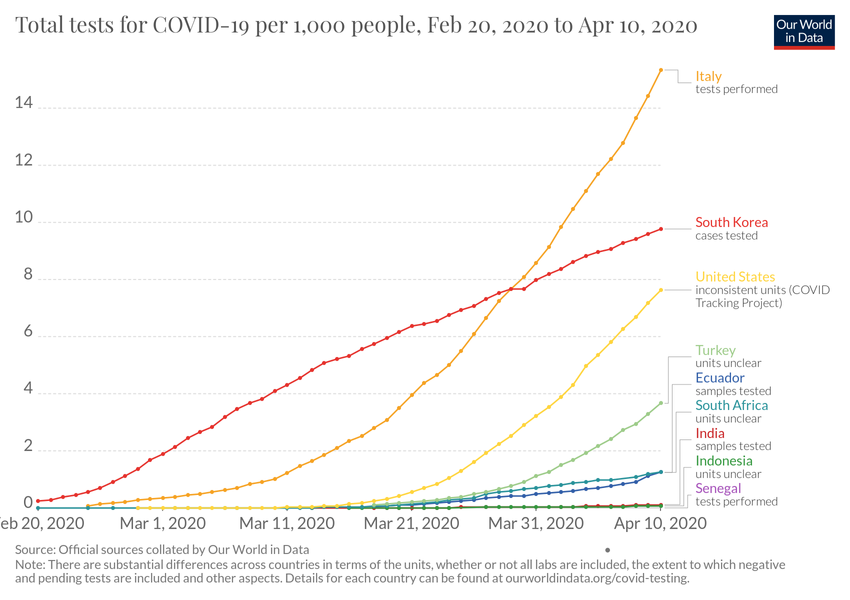 Total tests for COVID-19 per 1,000 people, Feb 20, 2020 to Apr 10, 2020
Our World
in Data
14
12
10
8
6
4
2
0
Italy
tests performed
South Korea
cases tested
United States
inconsistent units (COVID
Tracking Project)
Turkey
units unclear
Ecuador
samples tested
South Africa
units unclear
India
samples tested
Indonesia
units unclear
Senegal
tests performed
eb 20, 2020 Mar 1, 2020 Mar 11, 2020 Mar 21, 2020 Mar 31, 2020 Apr 10, 2020
Source: Official sources collated by Our World in Data
Note: There are substantial differences across countries in terms of the units, whether or not all labs are included, the extent to which negative
and pending tests are included and other aspects. Details for each country can be found at ourworldindata.org/covid-testing.